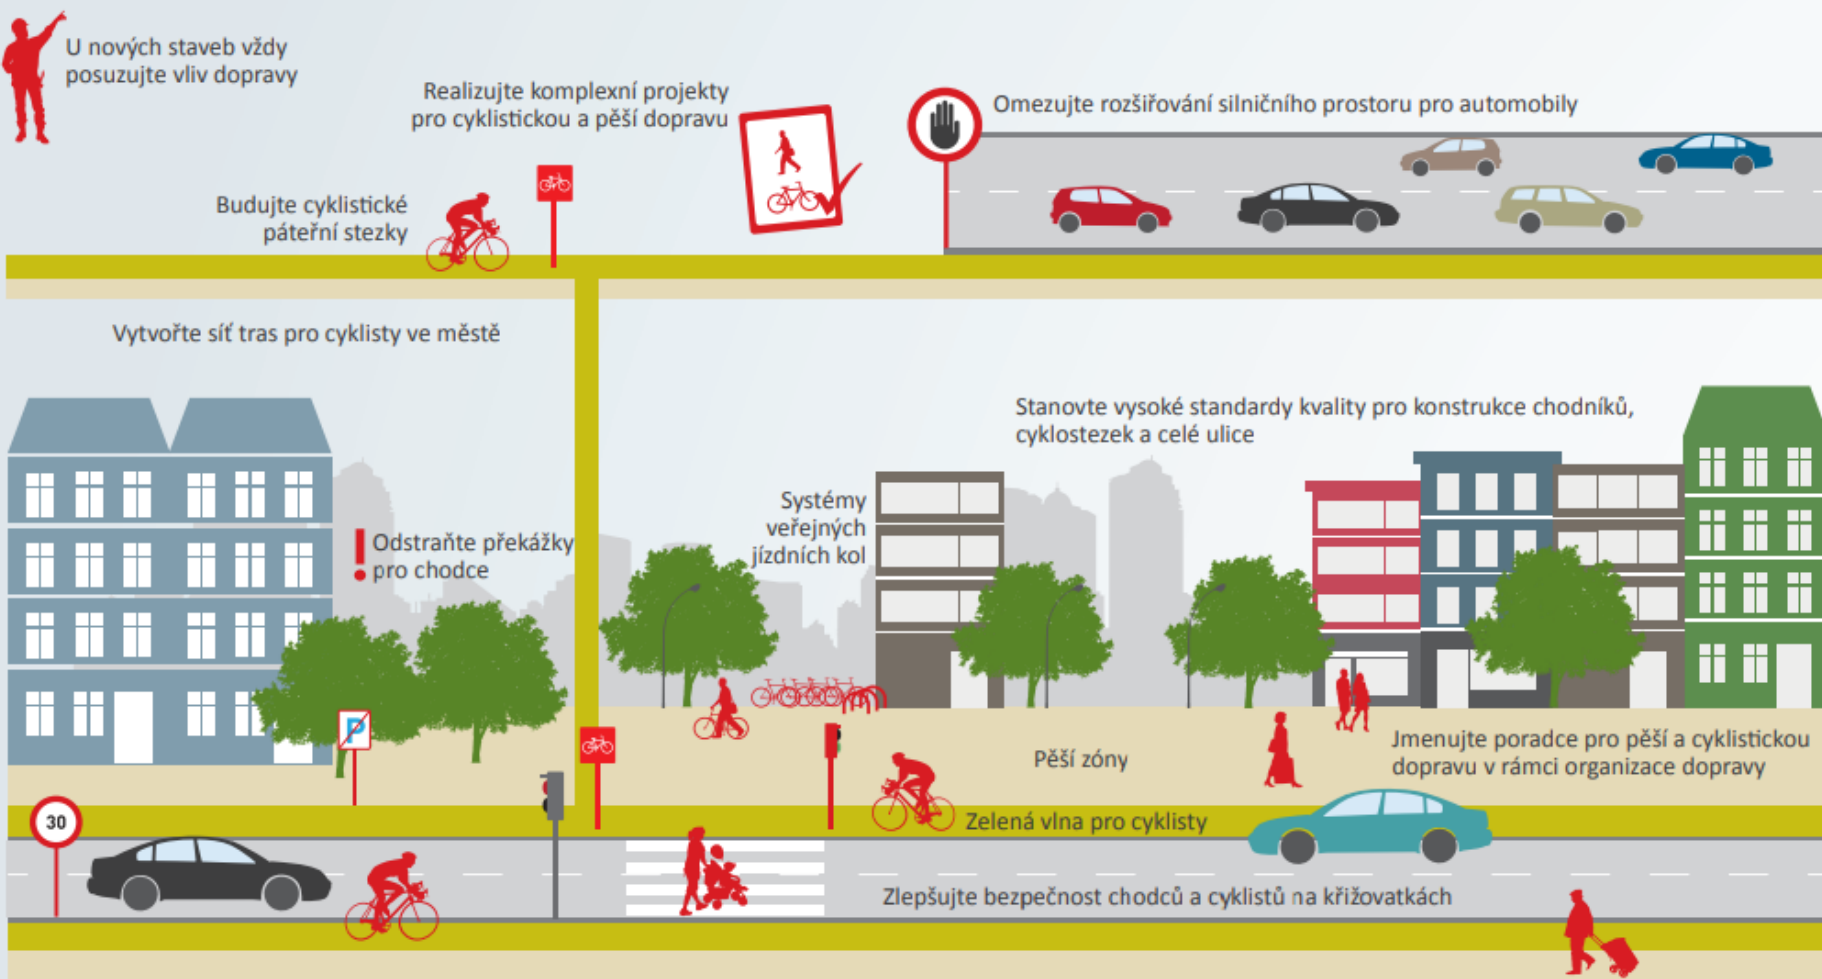 U nových staveb vždy
posuzujte vliv dopravy
Realizujte komplexní projekty
pro cyklistickou a pěší dopravu
Omezujte rozšiřování silničního prostoru pro automobily
Budujte cyklistické
páteřní stezky
Vytvořte síť tras pro cyklisty ve městě
Stanovte vysoké standardy kvality pro konstrukce chodníků,
cyklostezek a celé ulice
Systémy
veřejných
jízdních kol
Odstraňte překážky
pro chodce
P
Pěší zóny
Jmenujte poradce pro pěší a cyklistickou
dopravu v rámci organizace dopravy
30
Zelená vlna pro cyklisty
Zlepšujte bezpečnost chodců a cyklistů na křižovatkách